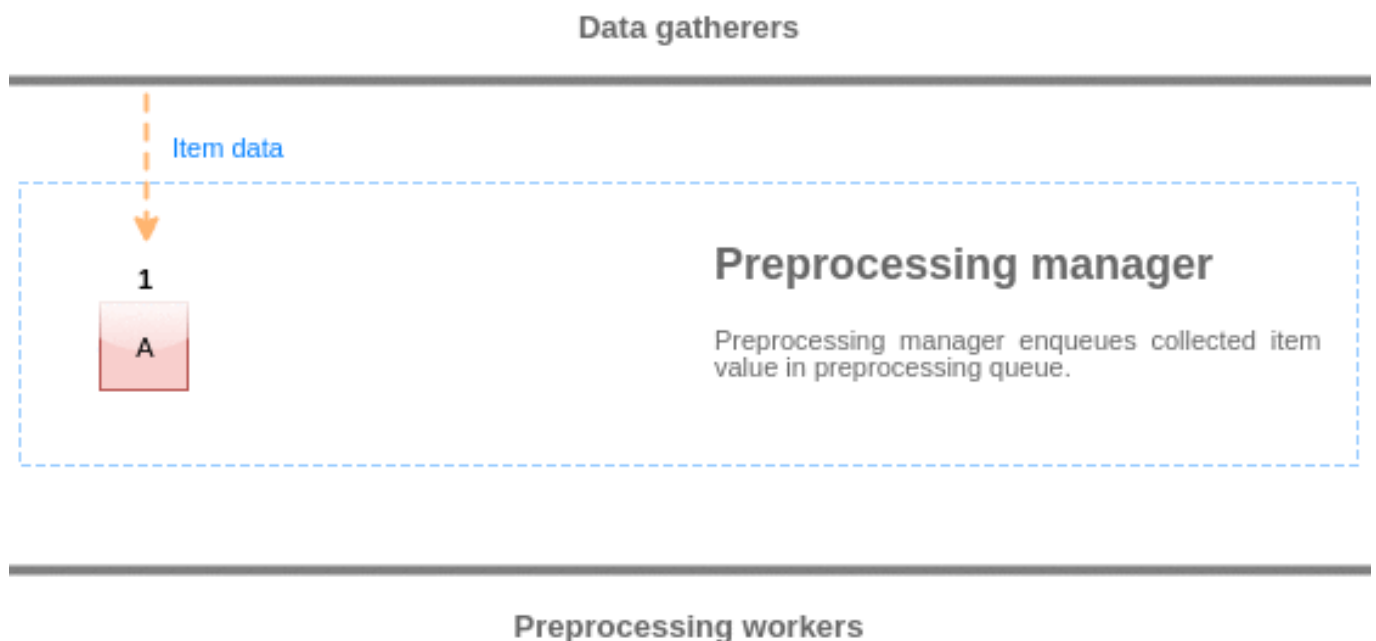 Data gatherers
Item data
1
A
Preprocessing manager
Preprocessing manager enqueues collected item
value in preprocessing queue.
Preprocessing workers